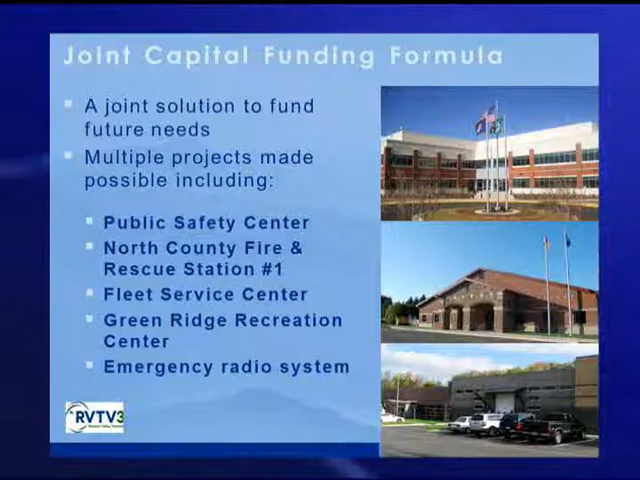 Joint Capital Funding Formula
A joint solution to fund
future needs
Multiple projects made
possible including:
Public Safety Center
North County Fire &
Rescue Station #1
Fleet Service Center
Green Ridge Recreation
Center
Emergency radio system
RVTV3